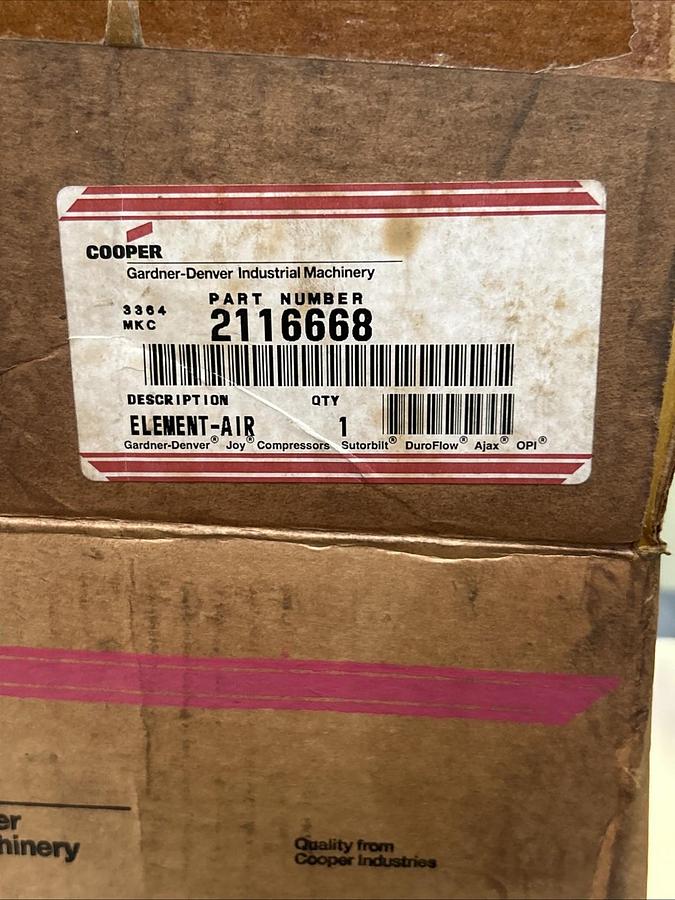 COOPER
Gardner-Denver Industrial Machinery
PART NUMBER
3364
MKC
2116668
DESCRIPTION QTY
ELEMENT-AIR 1
Gardner-Denver® Joy® Compressors Sutorbilt® DuroFlow® Ajax® OPI®
er
hinery
Quality from
Cooper Industries